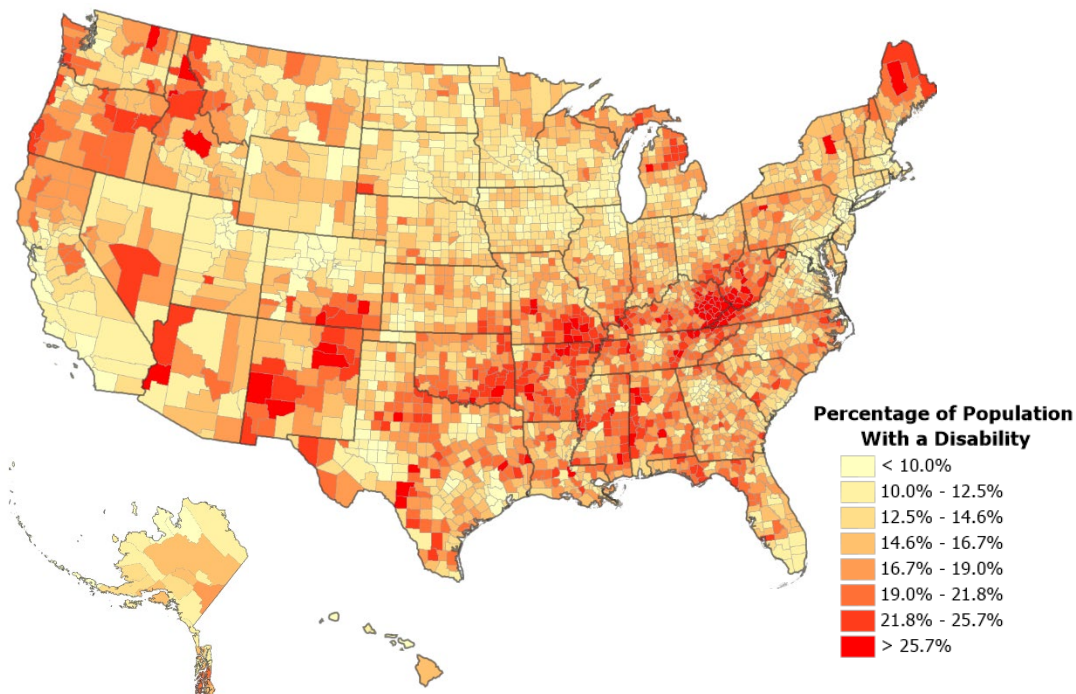 Percentage of Population
With a Disability
< 10.0%
10.0% - 12.5%
12.5% - 14.6%
14.6% - 16.7%
16.7% - 19.0%
19.0% - 21.8%
21.8% - 25.7%
> 25.7%